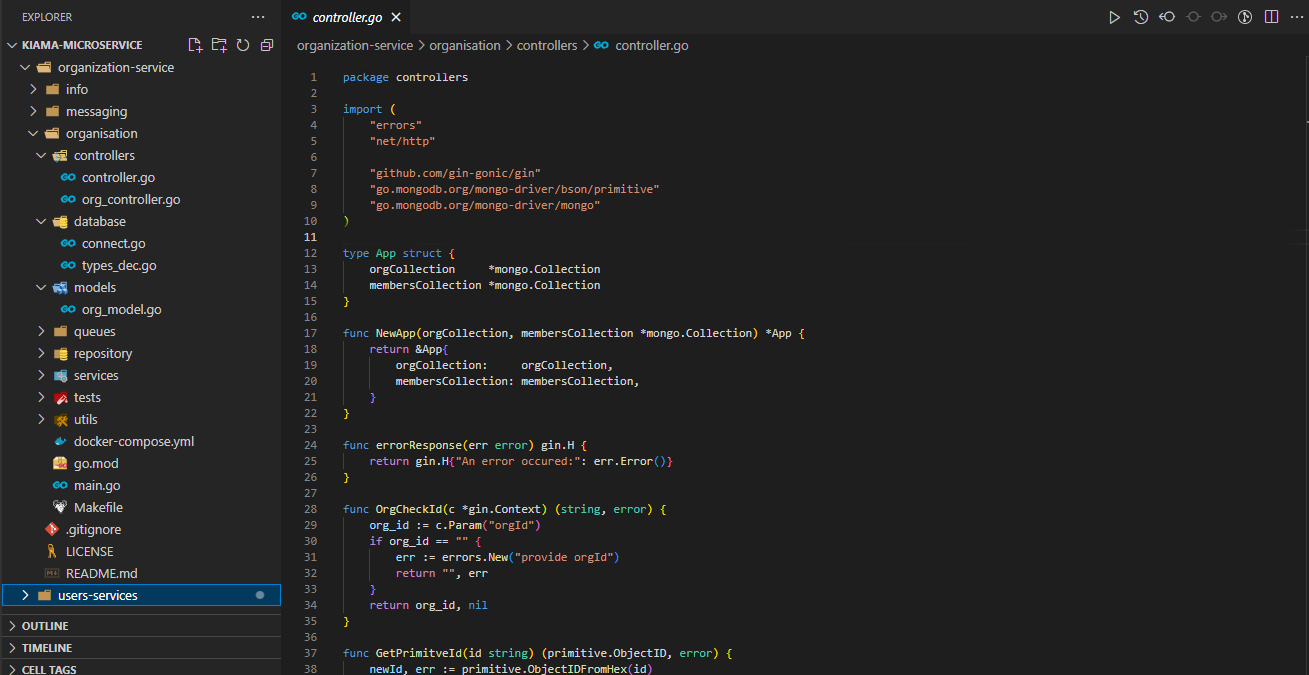 EXPLORER
KIAMA-MICROSERVICE
organization-service
info
messaging
organisation
controllers
controller.go
org_controller.go
database
connect.go
types_dec.go
models
org_model.go
queues
repository
services
tests
utils
docker-compose.yml
go.mod
main.go
Makefile
.gitignore
LICENSE
README.md
users-services
OUTLINE
TIMELINE
CELL TAGS
controller.go
organization-service > organisation > controllers > controller.go
1 package controllers
2
3 import (
4 "errors"
5 "net/http"
6
7 "github.com/gin-gonic/gin"
8 "go.mongodb.org/mongo-driver/bson/primitive"
9 "go.mongodb.org/mongo-driver/mongo"
10 )
11
12 type App struct {
13 orgCollection     *mongo.Collection
14 membersCollection *mongo.Collection
15 }
16
17 func NewApp(orgCollection, membersCollection *mongo.Collection) *App {
18 return &App{
19 orgCollection:     orgCollection,
20 membersCollection: membersCollection,
21 }
22 }
23
24 func errorResponse(err error) gin.H {
25 return gin.H{"An error occured:": err.Error()}
26 }
27
28 func OrgCheckId(c *gin.Context) (string, error) {
29 org_id := c.Param("orgId")
30 if org_id == "" {
31 err := errors.New("provide orgId")
32 return "", err
33 }
34 return org_id, nil
35 }
36
37 func GetPrimitveId(id string) (primitive.ObjectID, error) {
38 newId, err := primitive.ObjectIDFromHex(id)